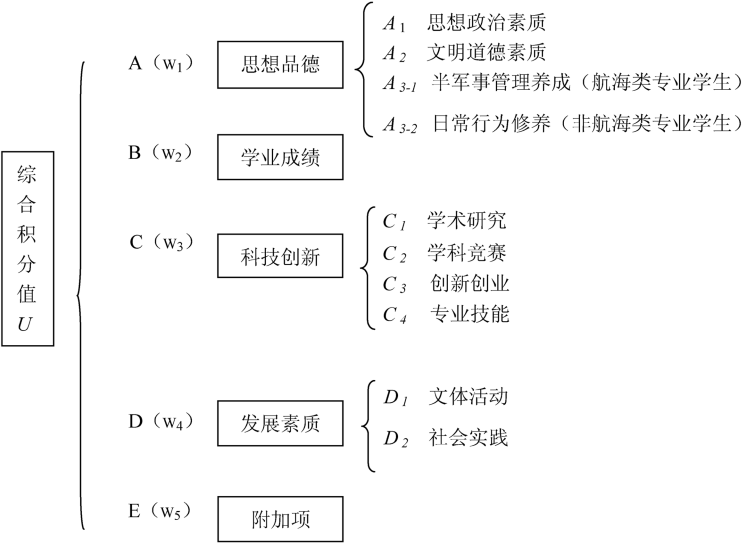 综合积分值U
A（w1） 思想品德
A1 思想政治素质
A2 文明道德素质
A3-1 半军事管理养成（航海类专业学生）
A3-2 日常行为修养（非航海类专业学生）
B（w2） 学业成绩
C（w3） 科技创新
C1 学术研究
C2 学科竞赛
C3 创新创业
C4 专业技能
D（w4） 发展素质
D1 文体活动
D2 社会实践
E（w5） 附加项